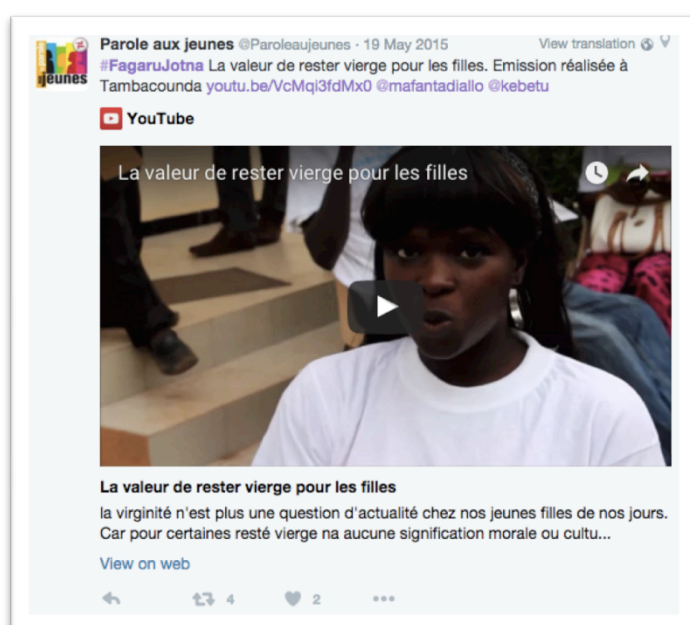 Parole aux jeunes @Paroleaujeunes · 19 May 2015 View translation
#FagaruJotna La valeur de rester vierge pour les filles. Emission réalisée à
Tambacounda youtu.be/VcMqi3fdMx0 @mafantadiallo @kebetu
jeunes
YouTube
La valeur de rester vierge pour les filles
La valeur de rester vierge pour les filles
la virginité n'est plus une question d'actualité chez nos jeunes filles de nos jours.
Car pour certaines resté vierge na aucune signification morale ou cultu...
View on web
4 2